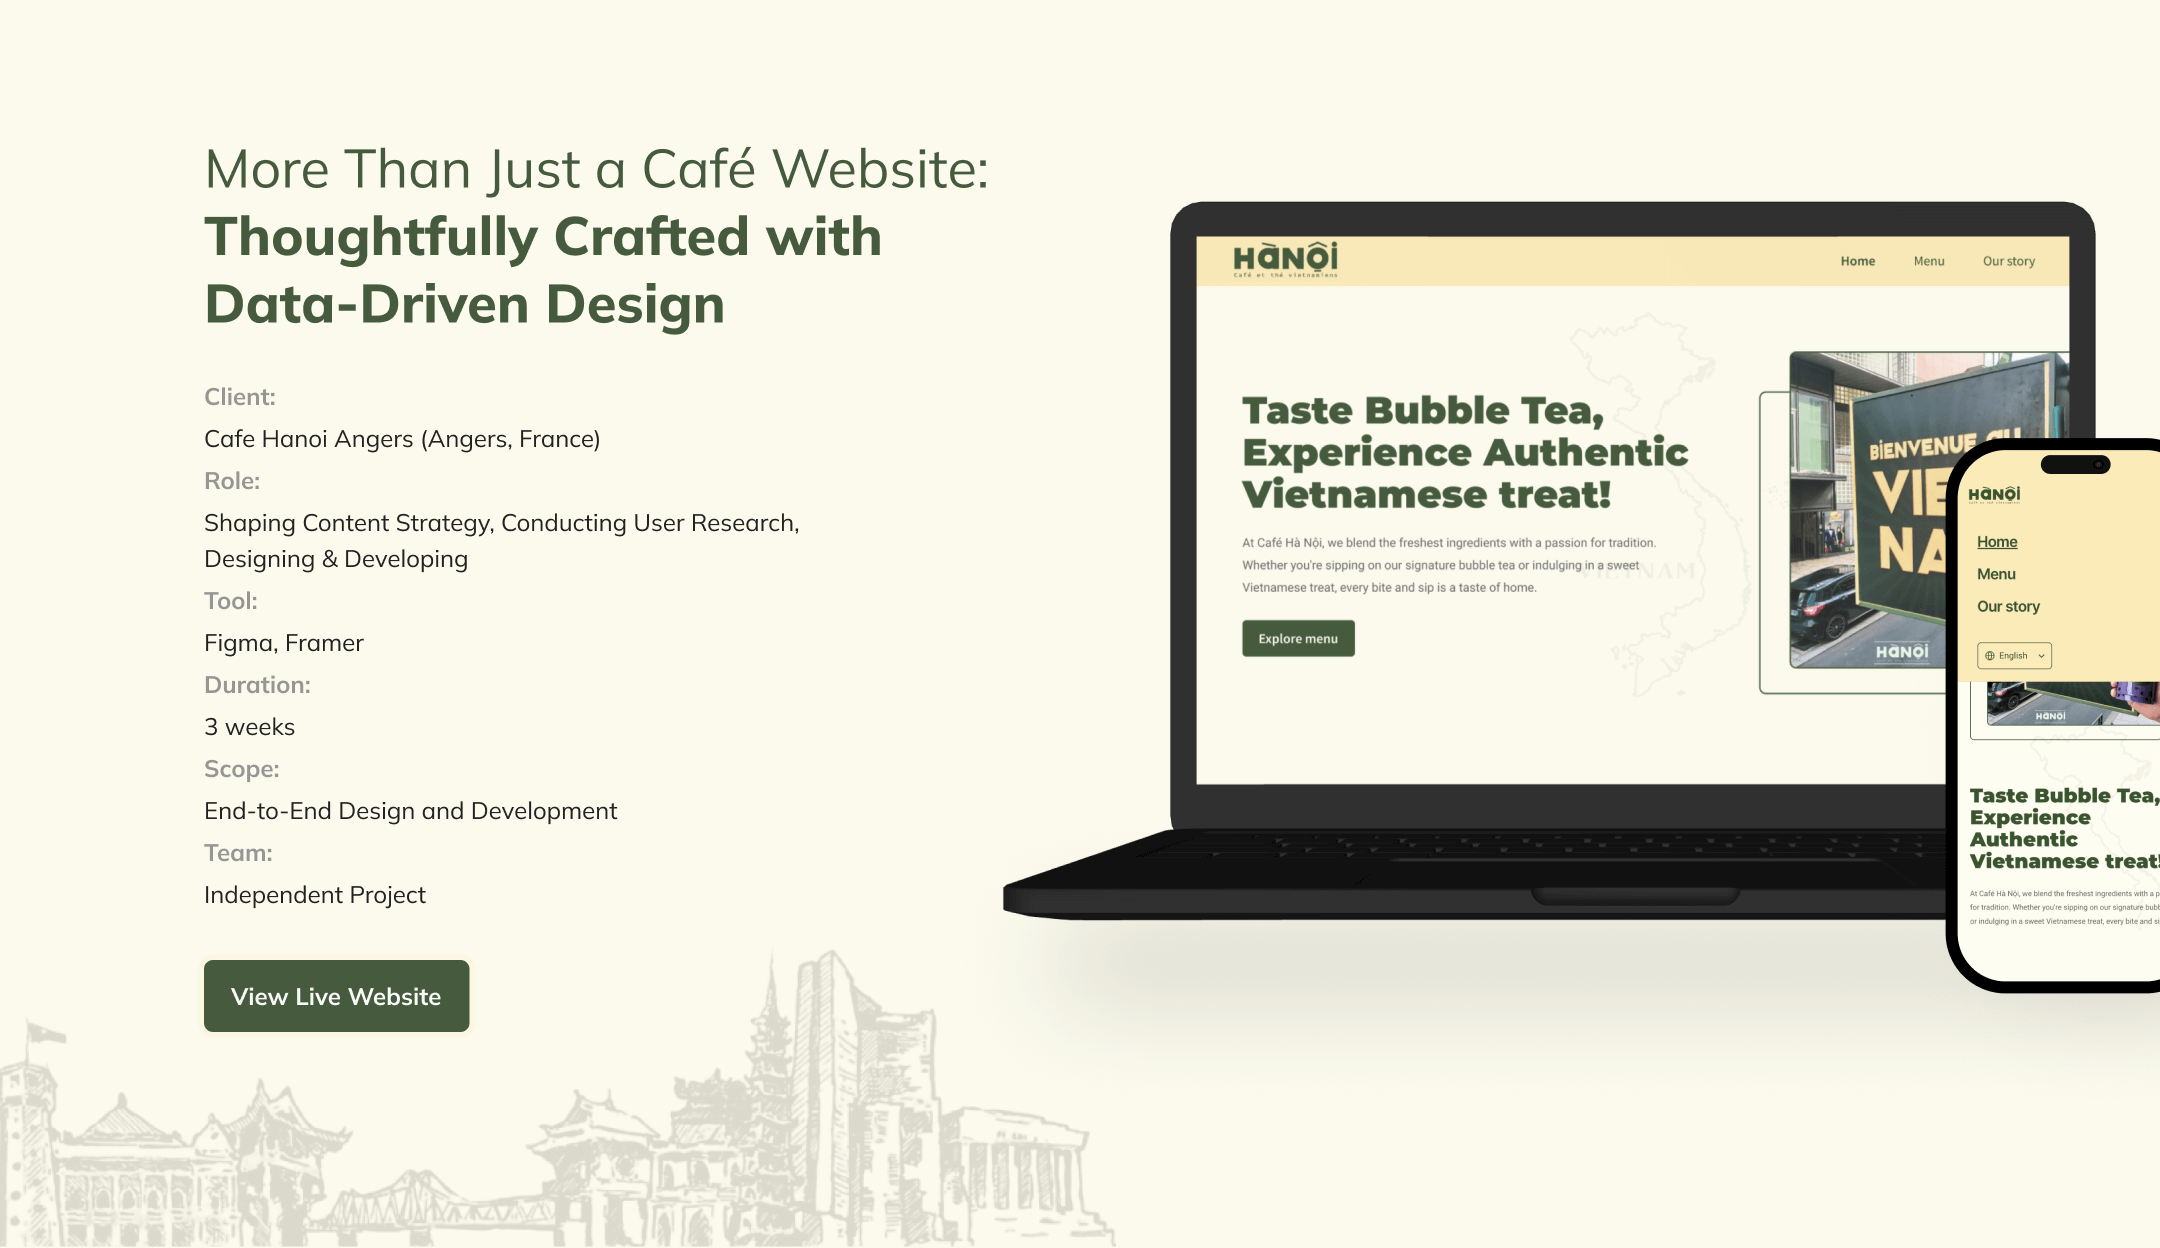 More Than Just a Café Website:
Thoughtfully Crafted with
Data-Driven Design
Client:
Cafe Hanoi Angers (Angers, France)
Role:
Shaping Content Strategy, Conducting User Research,
Designing & Developing
Tool:
Figma, Framer
Duration:
3 weeks
Scope:
End-to-End Design and Development
Team:
Independent Project
View Live Website
Hànội
Café et thé vietnamiens
Home Menu Our story
Taste Bubble Tea,
Experience Authentic
Vietnamese treat!
At Café Hà Nội, we blend the freshest ingredients with a passion for tradition.
Whether you're sipping on our signature bubble tea or indulging in a sweet
Vietnamese treat, every bite and sip is a taste of home.
VIETNAM
Explore menu
BIENVENUE AU
VIE
NA
Hànội
Hànội
Home
Menu
Our story
English
Hànội
Taste Bubble Tea,
Experience
Authentic
Vietnamese treat!
At Café Hà Nội, we blend the freshest ingredients with a p
for tradition. Whether you're sipping on our signature bubb
or indulging in a sweet Vietnamese treat, every bite and si